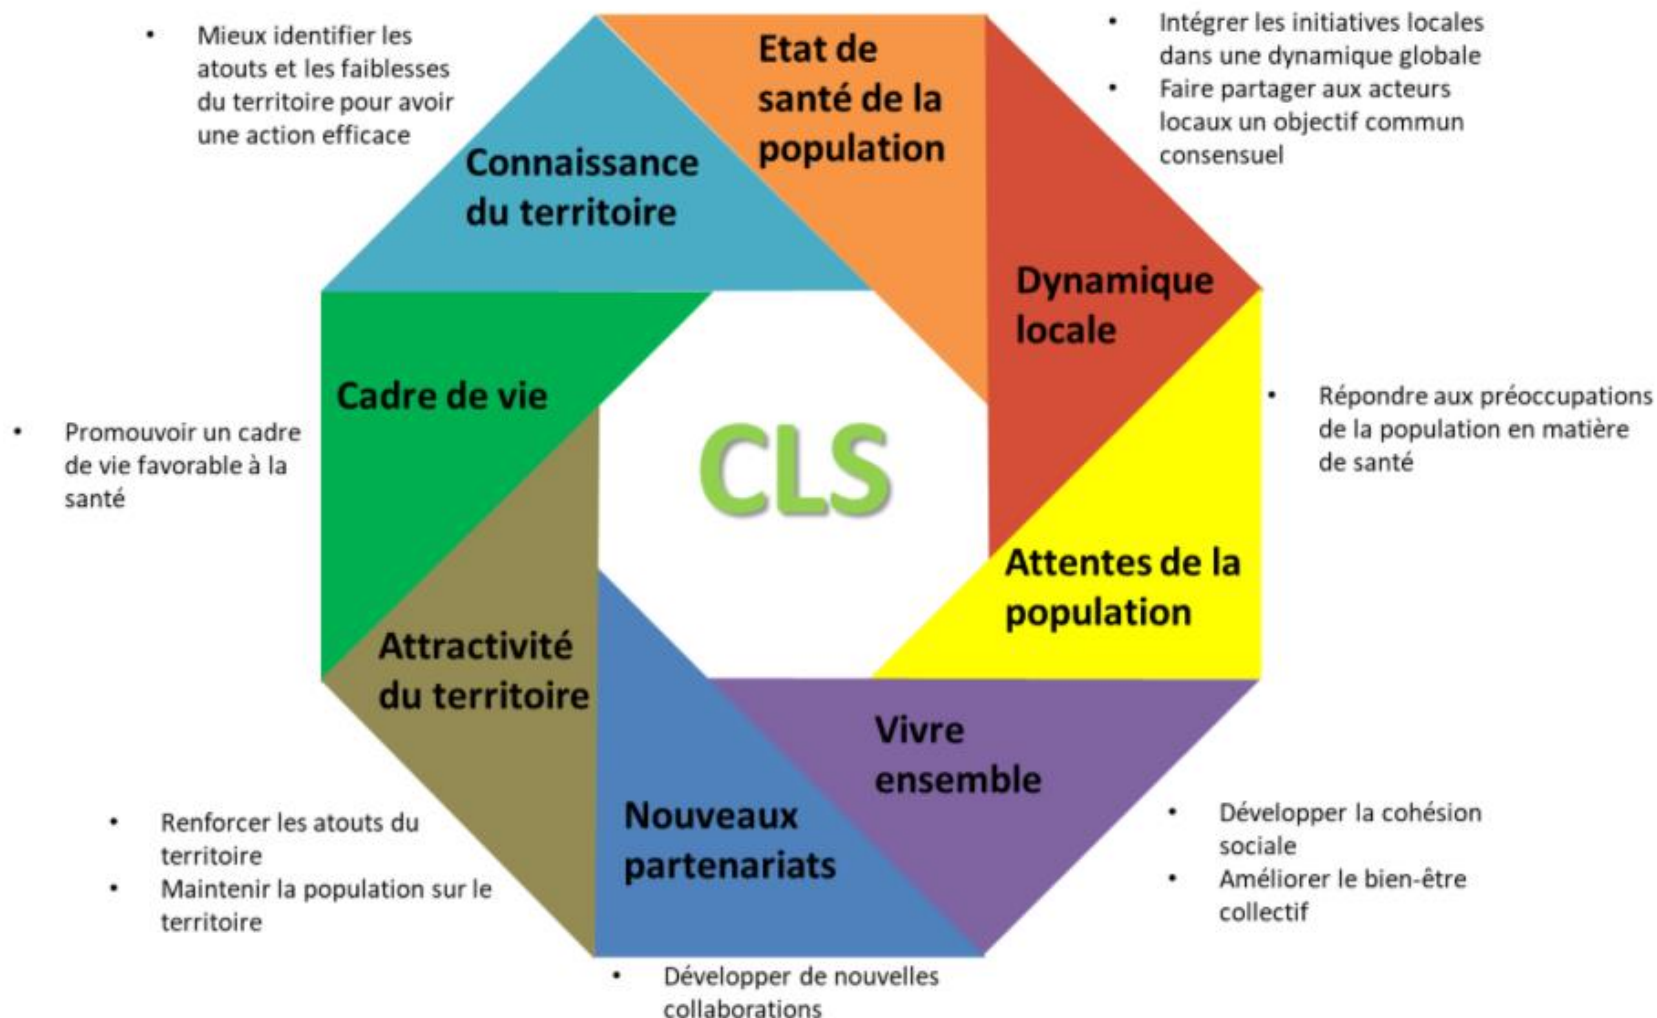 • Mieux identifier les
atouts et les faiblesses
du territoire pour avoir
une action efficace
Etat de
santé de la
population
• Intégrer les initiatives locales
dans une dynamique globale
• Faire partager aux acteurs
locaux un objectif commun
consensuel
Connaissance
du territoire
Dynamique
locale
Cadre de vie
• Promouvoir un cadre
de vie favorable à la
santé
CLS
• Répondre aux préoccupations
de la population en matière
de santé
Attentes de la
population
Attractivité
du territoire
Vivre
ensemble
Nouveaux
partenariats
• Renforcer les atouts du
territoire
• Maintenir la population sur le
territoire
• Développer la cohésion
sociale
• Améliorer le bien-être
collectif
• Développer de nouvelles
collaborations